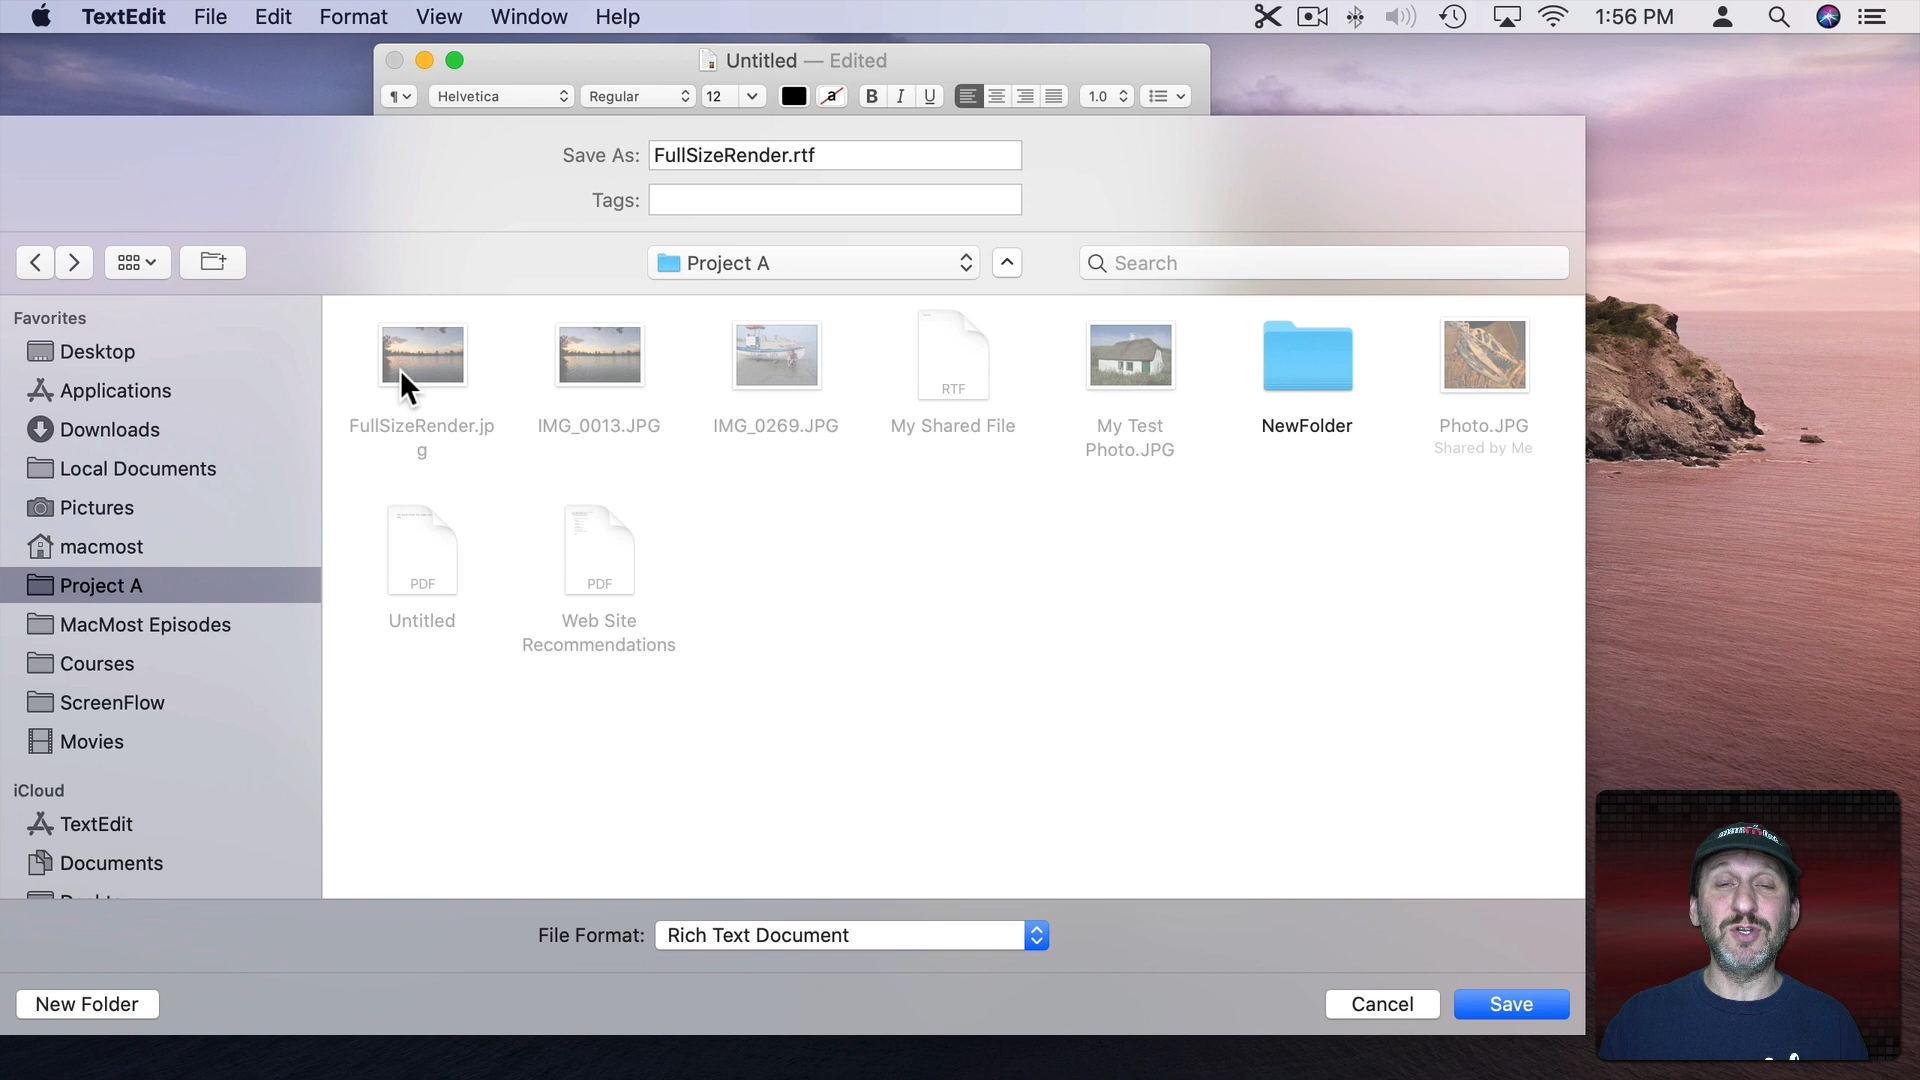 TextEdit File Edit Format View Window Help 1:56 PM
Untitled — Edited
¶ Helvetica Regular 12 a B I U 1.0
Save As: FullSizeRender.rtf
Tags:
Project A Search
Favorites
Desktop
Applications
Downloads
Local Documents
Pictures
macmost
Project A
MacMost Episodes
Courses
ScreenFlow
Movies
iCloud
TextEdit
Documents
FullSizeRender.jp
g
IMG_0013.JPG
IMG_0269.JPG
RTF
My Shared File
My Test
Photo.JPG
NewFolder
Photo.JPG
Shared by Me
PDF
Untitled
PDF
Web Site
Recommendations
File Format: Rich Text Document
New Folder Cancel Save